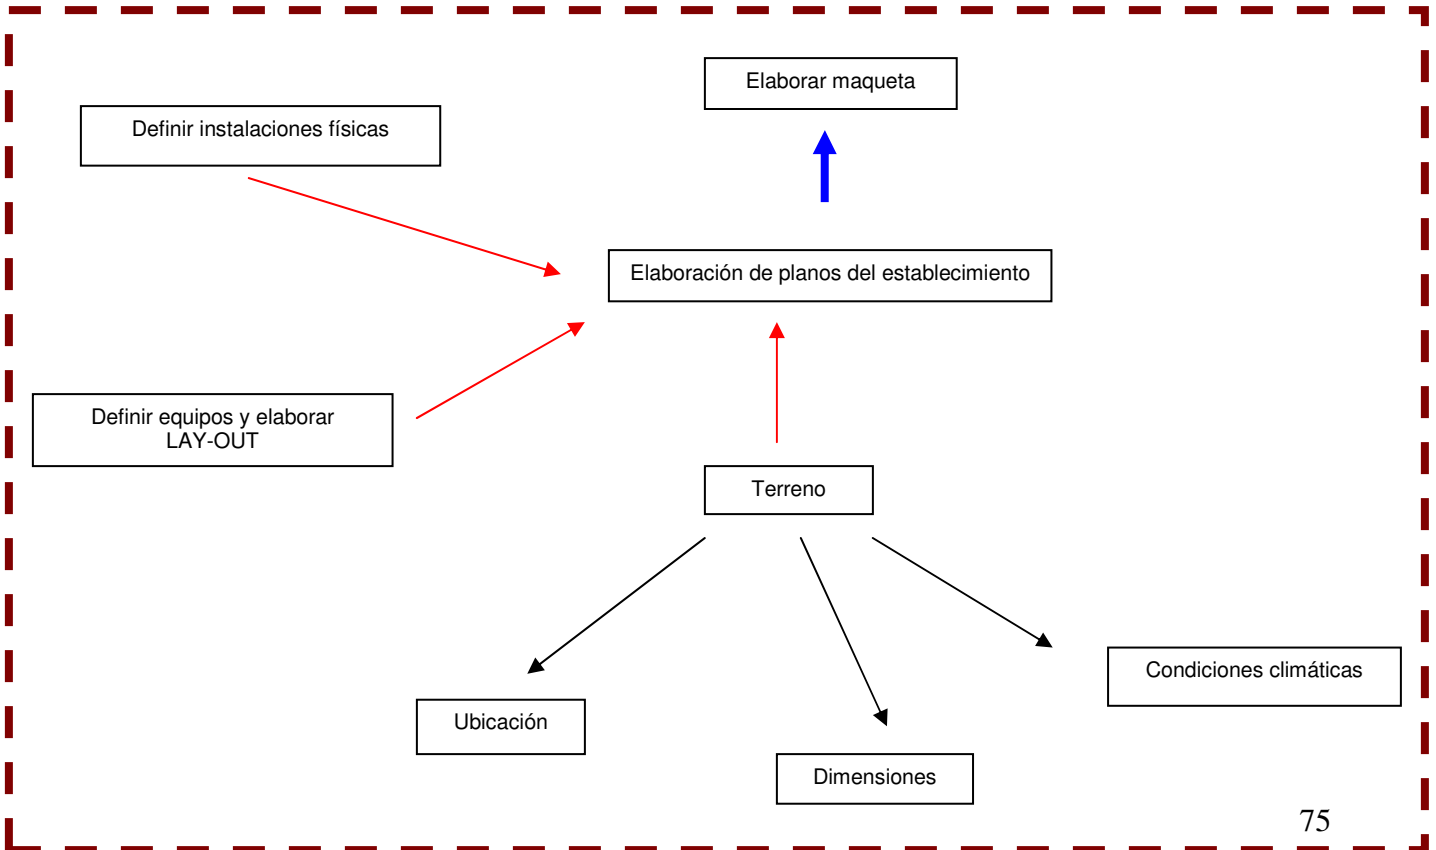 Elaborar maqueta
Definir instalaciones físicas
Elaboración de planos del establecimiento
Definir equipos y elaborar
LAY-OUT
Terreno
Condiciones climáticas
Ubicación
Dimensiones
75